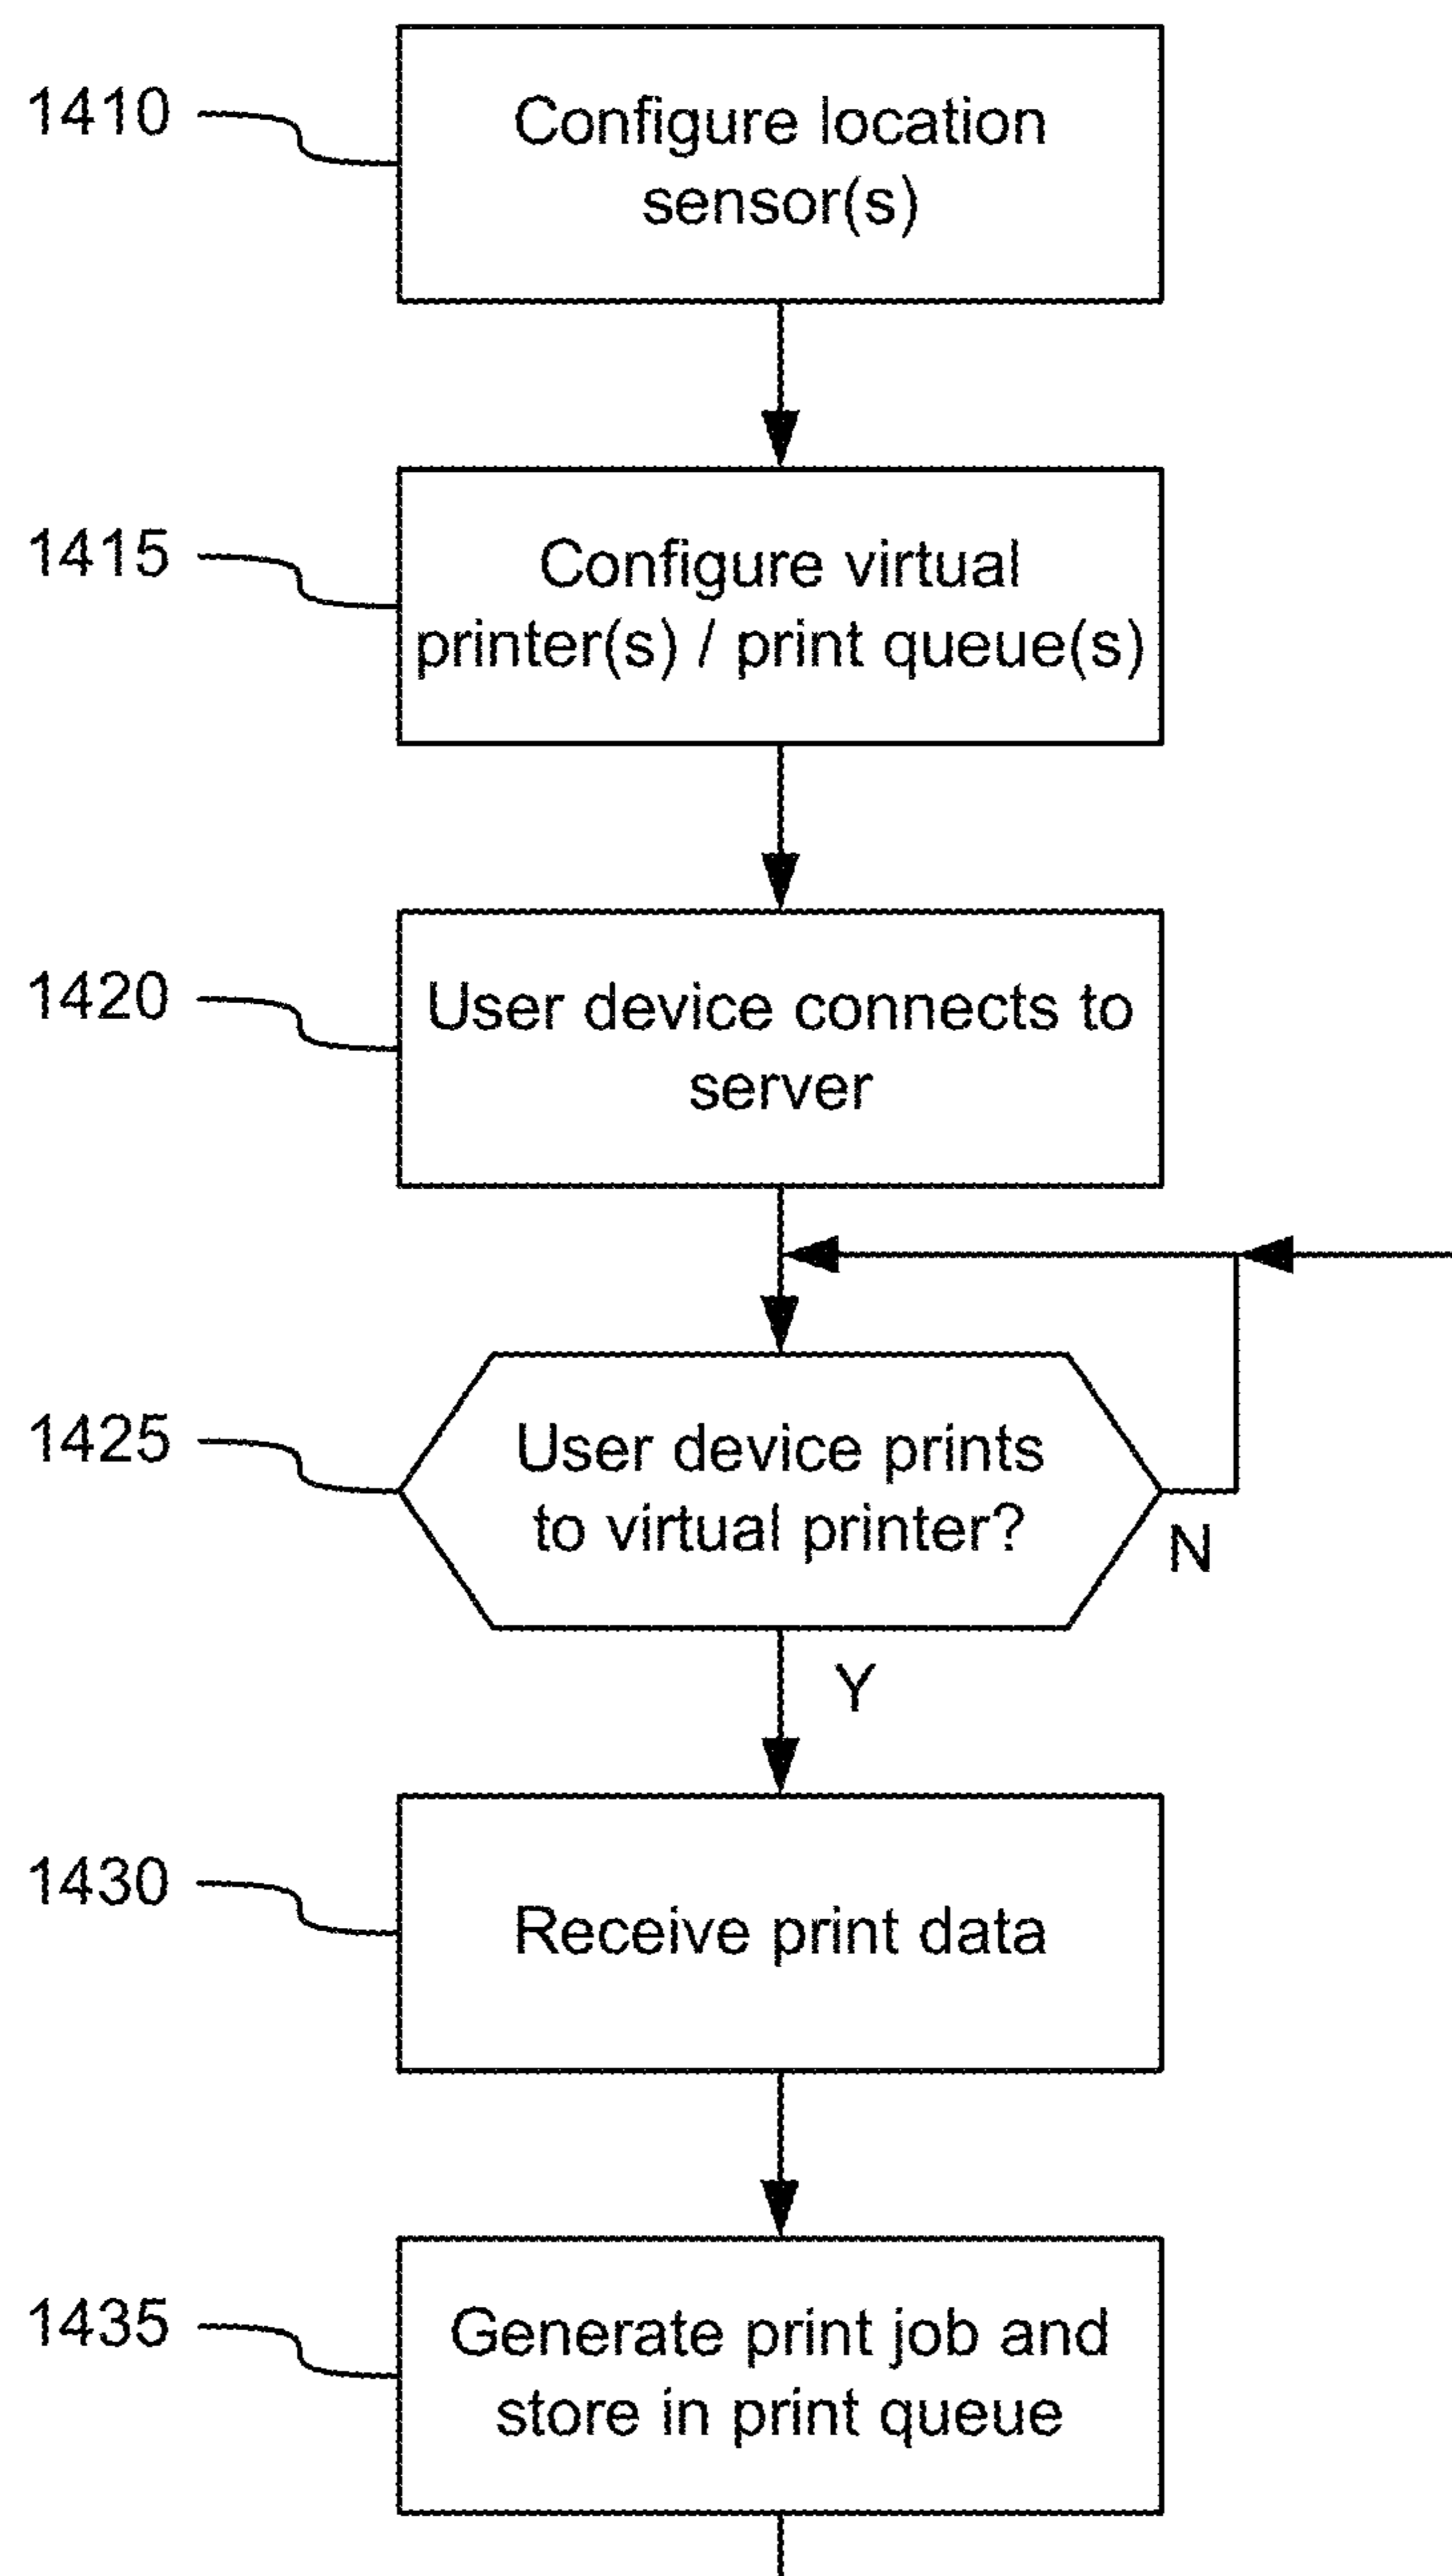 1410
Configure location
sensor(s)
1415
Configure virtual
printer(s) / print queue(s)
1420
User device connects to
server
1425
User device prints
to virtual printer?
N
Y
1430
Receive print data
1435
Generate print job and
store in print queue